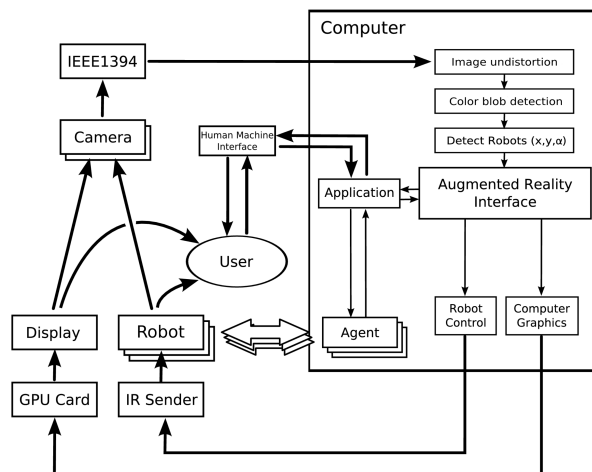 Computer
IEEE1394
Image undistortion
Color blob detection
Camera
Human Machine
Interface
Detect Robots (x,y,α)
Application
Augmented Reality
Interface
User
Display
Robot
Agent
Robot
Control
Computer
Graphics
GPU Card
IR Sender